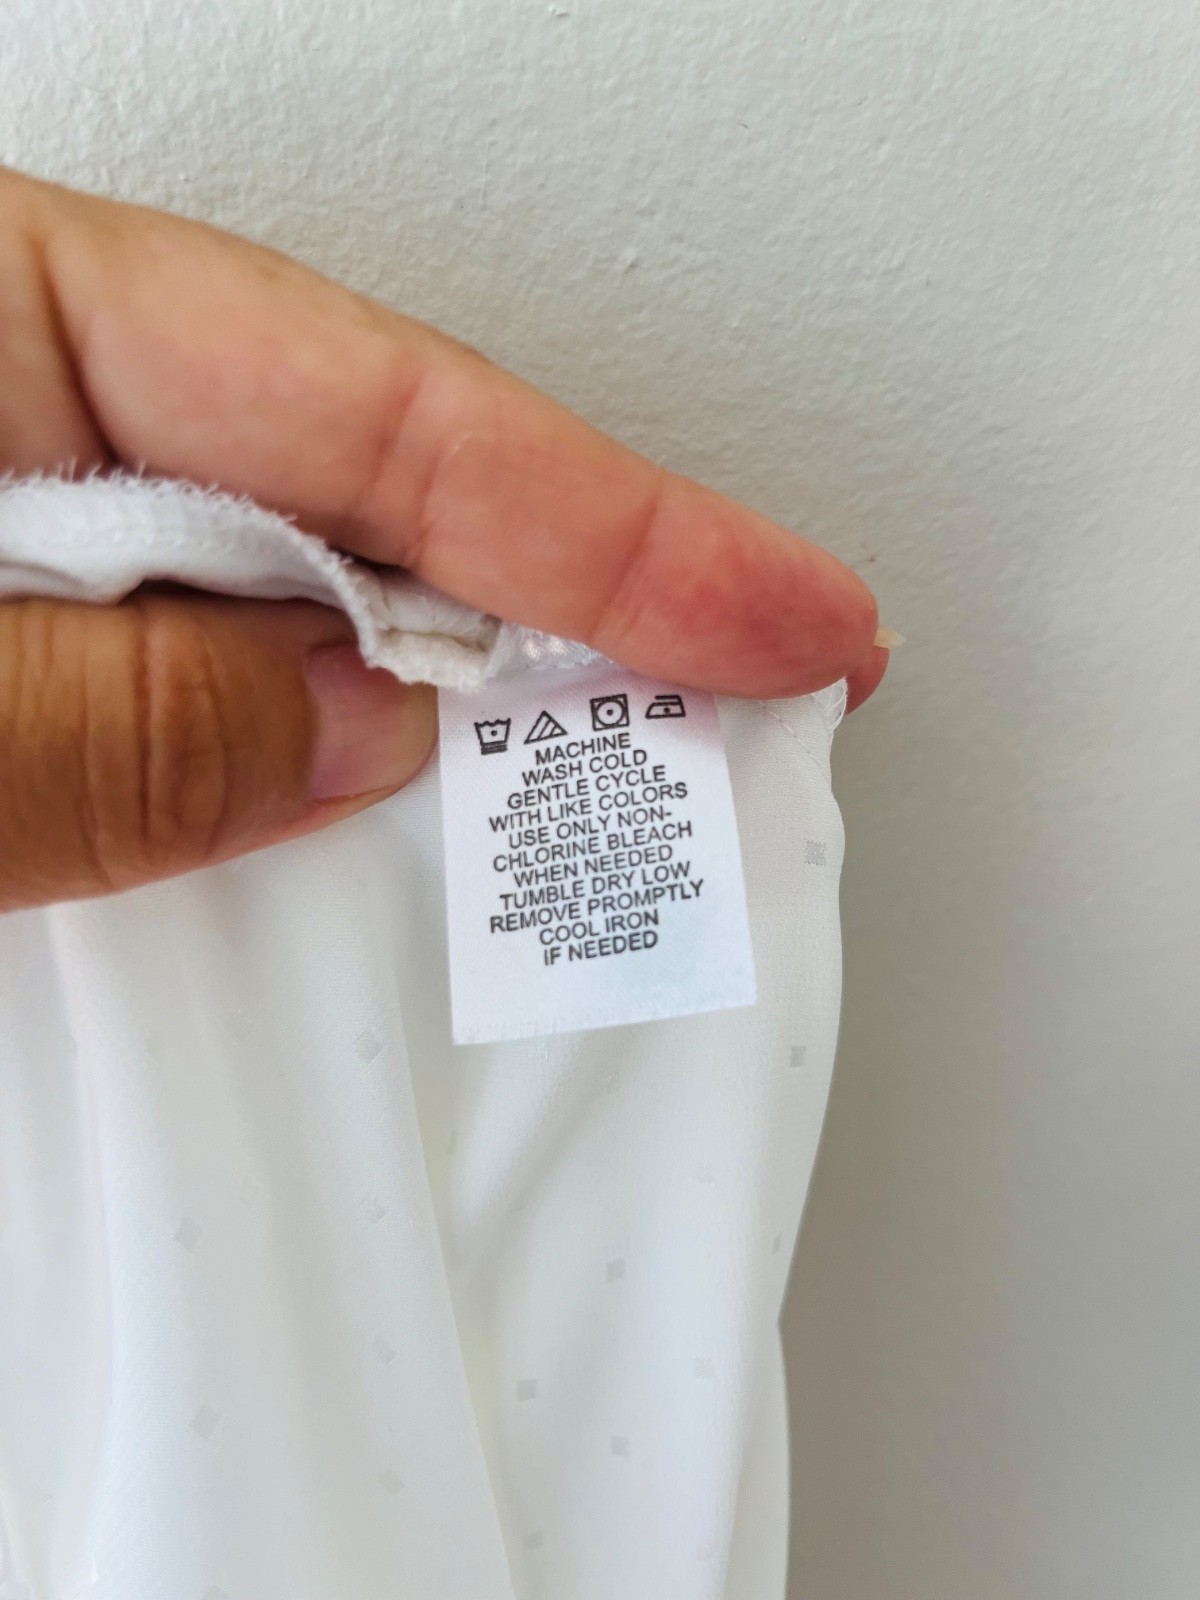 MACHINE
WASH COLD
GENTLE CYCLE
WITH LIKE COLORS
USE ONLY NON-
CHLORINE BLEACH
WHEN NEEDED
TUMBLE DRY LOW
REMOVE PROMPTLY
COOL IRON
IF NEEDED